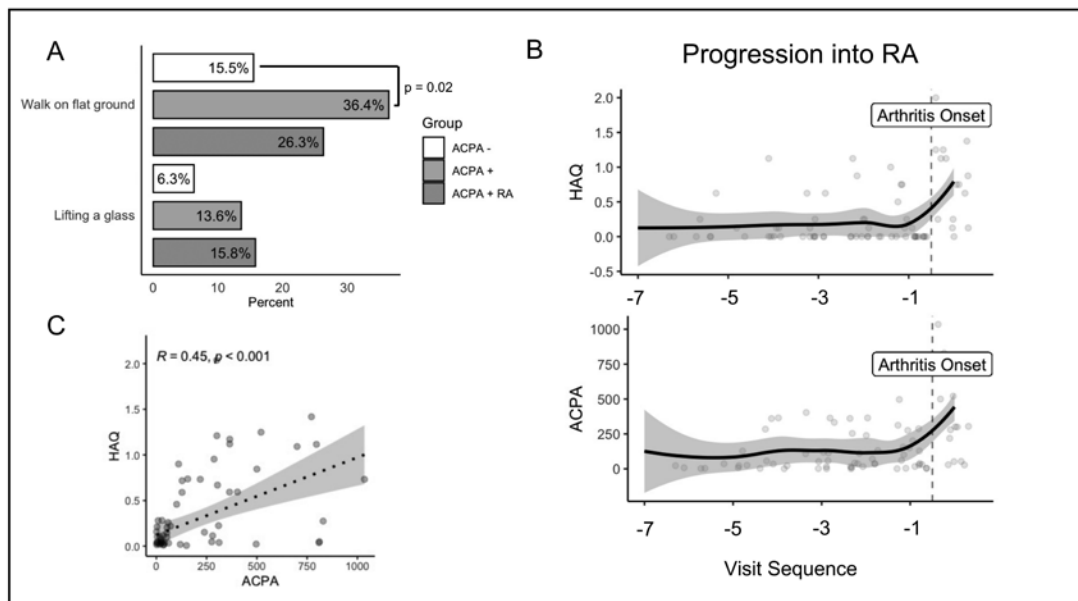 A
15.5%
p = 0.02
Walk on flat ground
36.4%
26.3%
6.3%
Lifting a glass
13.6%
15.8%
0 10 20 30
Percent
Group
ACPA -
ACPA +
ACPA + RA
B
Progression into RA
2.0
Arthritis Onset
1.5
1.0
0.5
0.0
-0.5
HAQ
-7 -5 -3 -1
1000
Arthritis Onset
750
500
250
0
ACPA
-7 -5 -3 -1
Visit Sequence
C
R = 0.45, p < 0.001
2.0
1.5
1.0
0.5
0.0
HAQ
0 250 500 750 1000
ACPA